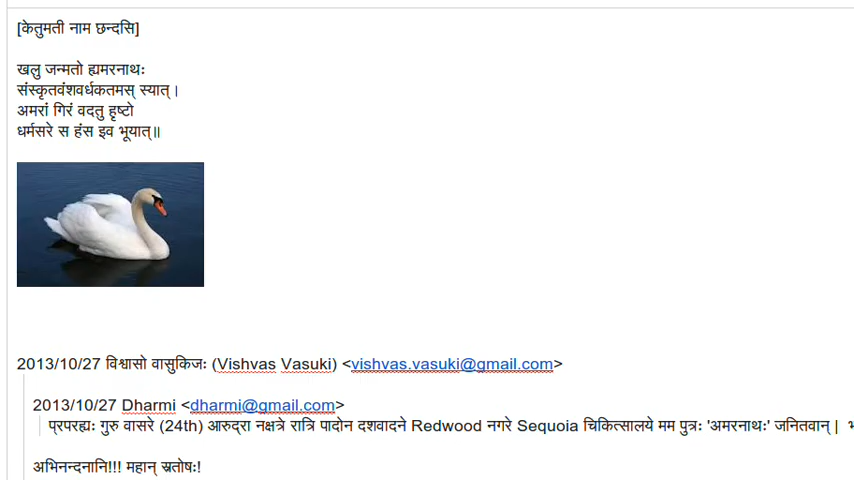 [केतुमती नाम छन्दसि]
खलु जन्मतो ह्यमरनाथः
संस्कृतवंशवर्धकतमस् स्यात्।
अमरां गिरं वदतु हृष्टो
धर्मसरे स हंस इव भूयात्॥
2013/10/27 विश्वासो वासुकिजः (Vishvas Vasuki) <vishvas.vasuki@gmail.com>
2013/10/27 Dharmi <dharmi@gmail.com>
प्रपरह्यः गुरु वासरे (24th) आरुद्रा नक्षत्रे रात्रि पादोन दशवादने Redwood नगरे Sequoia चिकित्सालये मम पुत्रः 'अमरनाथः' जनितवान् |
अभिनन्दनानि!!! महान्